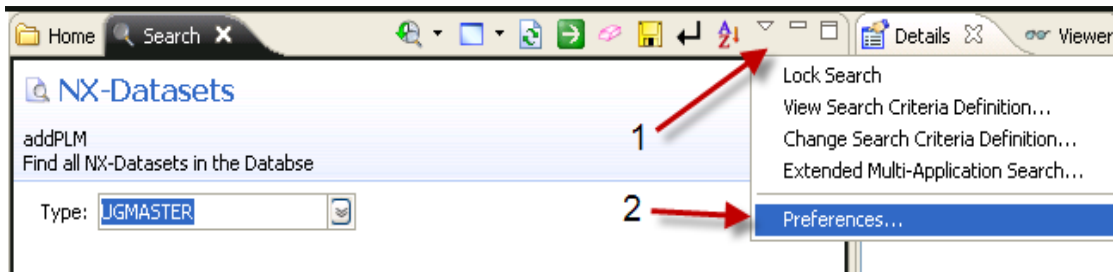 Home Search Details Viewer
NX-Datasets
addPLM
Find all NX-Datasets in the Databse
Type: UGMASTER
1
2
Lock Search
View Search Criteria Definition...
Change Search Criteria Definition...
Extended Multi-Application Search...
Preferences...